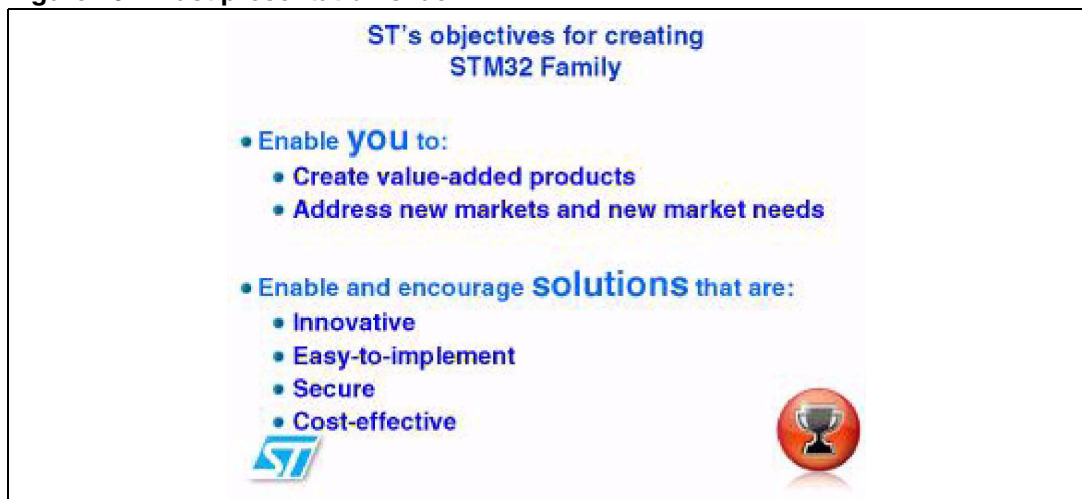 ST's objectives for creating
STM32 Family
• Enable you to:
• Create value-added products
• Address new markets and new market needs
• Enable and encourage solutions that are:
• Innovative
• Easy-to-implement
• Secure
• Cost-effective
ST